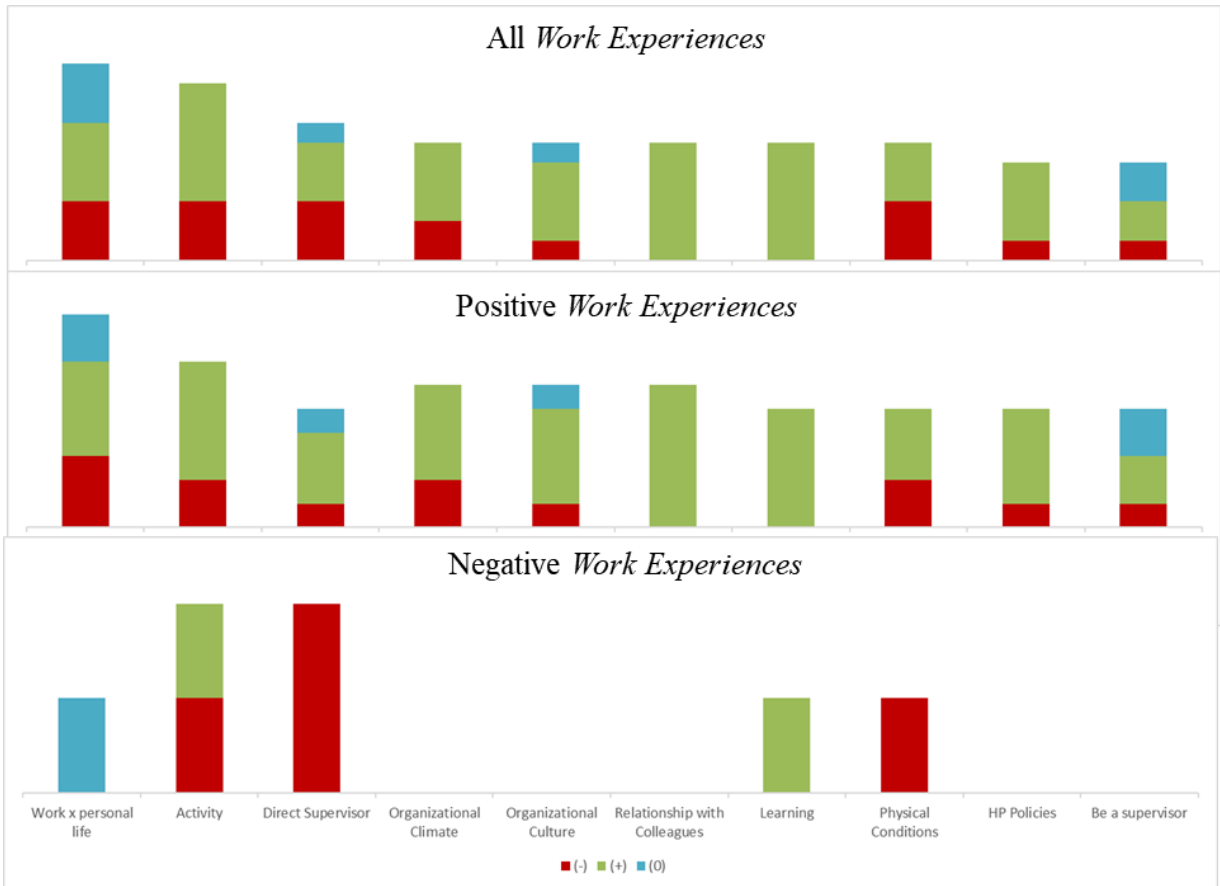 All Work Experiences
Positive Work Experiences
Negative Work Experiences
Work x personal
life
Activity
Direct Supervisor
Organizational
Climate
Organizational
Culture
Relationship with
Colleagues
Learning
Physical
Conditions
HP Policies
Be a supervisor
(-) (+) (0)